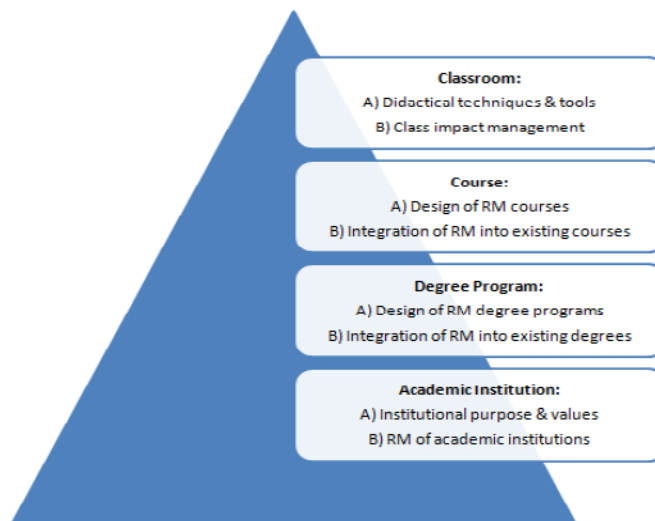 Classroom:
A) Didactical techniques & tools
B) Class impact management
Course:
A) Design of RM courses
B) Integration of RM into existing courses
Degree Program:
A) Design of RM degree programs
B) Integration of RM into existing degrees
Academic Institution:
A) Institutional purpose & values
B) RM of academic institutions